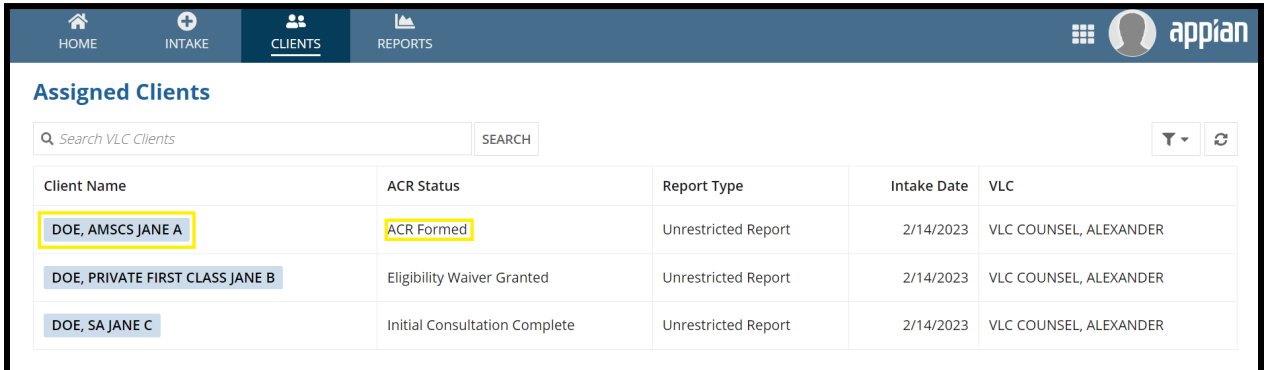 HOME INTAKE CLIENTS REPORTS appian
Assigned Clients
Search VLC Clients SEARCH
Client Name ACR Status Report Type Intake Date VLC
DOE, AMSCS JANE A ACR Formed Unrestricted Report 2/14/2023 VLC COUNSEL, ALEXANDER
DOE, PRIVATE FIRST CLASS JANE B Eligibility Waiver Granted Unrestricted Report 2/14/2023 VLC COUNSEL, ALEXANDER
DOE, SA JANE C Initial Consultation Complete Unrestricted Report 2/14/2023 VLC COUNSEL, ALEXANDER